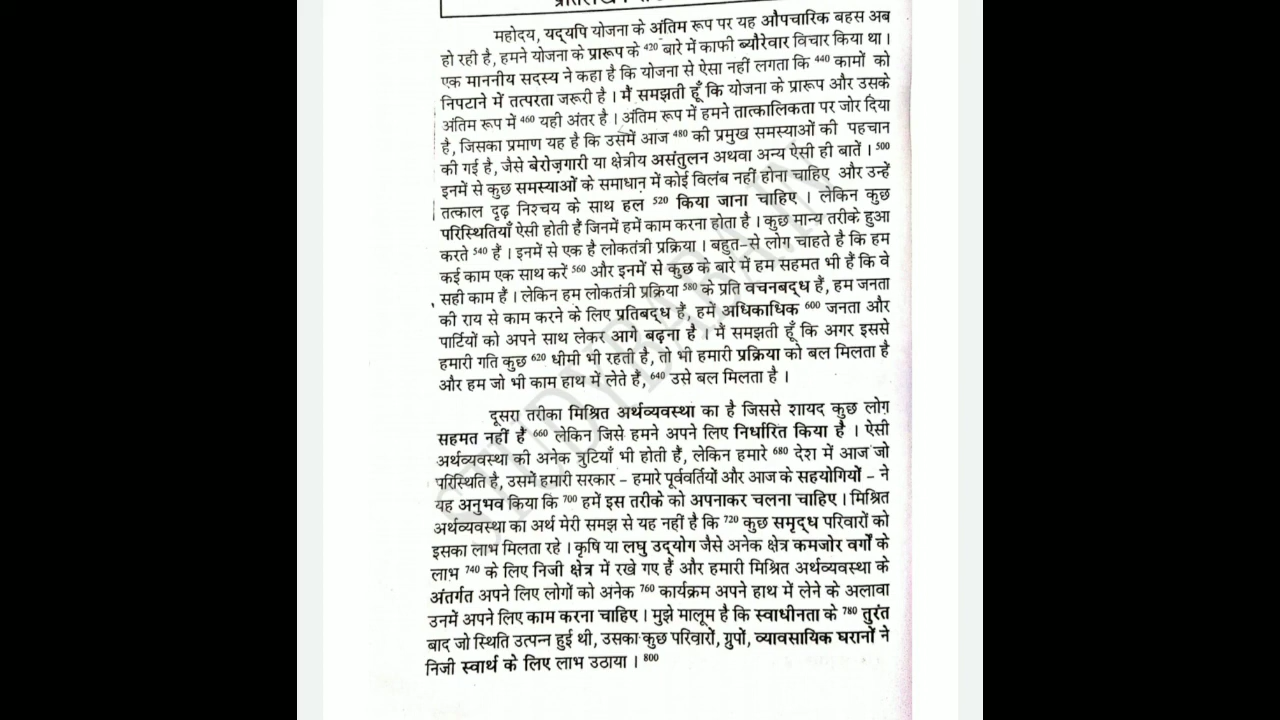 महोदय, यद्यपि योजना के अंतिम रूप पर यह औपचारिक बहस अब
हो रही है, हमने योजना के प्रारूप के 420 बारे में काफी ब्यौरेवार विचार किया था।
एक माननीय सदस्य ने कहा है कि योजना से ऐसा नहीं लगता कि 440 कामों को
निपटाने में तत्परता जरूरी है। मैं समझती हूँ कि योजना के प्रारूप और उसके
अंतिम रूप में 460 यही अंतर है। अंतिम रूप में हमने तात्कालिकता पर जोर दिया
है, जिसका प्रमाण यह है कि उसमें आज 480 की प्रमुख समस्याओं की पहचान
की गई है, जैसे बेरोज़गारी या क्षेत्रीय असंतुलन अथवा अन्य ऐसी ही बातें। 500
इनमें से कुछ समस्याओं के समाधान में कोई विलंब नहीं होना चाहिए और उन्हें
तत्काल दृढ़ निश्चय के साथ हल 520 किया जाना चाहिए। लेकिन कुछ
परिस्थितियाँ ऐसी होती हैं जिनमें हमें काम करना होता है। कुछ मान्य तरीके हुआ
करते 540 हैं। इनमें से एक है लोकतंत्री प्रक्रिया। बहुत-से लोग चाहते है कि हम
कई काम एक साथ करें 560 और इनमें से कुछ के बारे में हम सहमत भी हैं कि वे
सही काम हैं। लेकिन हम लोकतंत्री प्रक्रिया 580 के प्रति वचनबद्ध हैं, हम जनता
की राय से काम करने के लिए प्रतिबद्ध हैं, हमें अधिकाधिक 600 जनता और
पार्टियों को अपने साथ लेकर आगे बढ़ना है। मैं समझती हूँ कि अगर इससे
हमारी गति कुछ 620 धीमी भी रहती है, तो भी हमारी प्रक्रिया को बल मिलता है
और हम जो भी काम हाथ में लेते हैं, 640 उसे बल मिलता है।
दूसरा तरीका मिश्रित अर्थव्यवस्था का है जिससे शायद कुछ लोग
सहमत नहीं हैं 660 लेकिन जिसे हमने अपने लिए निर्धारित किया है। ऐसी
अर्थव्यवस्था की अनेक त्रुटियाँ भी होती हैं, लेकिन हमारे 680 देश में आज जो
परिस्थिति है, उसमें हमारी सरकार – हमारे पूर्ववर्तियों और आज के सहयोगियों – ने
यह अनुभव किया कि 700 हमें इस तरीके को अपनाकर चलना चाहिए। मिश्रित
अर्थव्यवस्था का अर्थ मेरी समझ से यह नहीं है कि 720 कुछ समृद्ध परिवारों को
इसका लाभ मिलता रहे। कृषि या लघु उद्योग जैसे अनेक क्षेत्र कमजोर वर्गों के
लाभ 740 के लिए निजी क्षेत्र में रखे गए हैं और हमारी मिश्रित अर्थव्यवस्था के
अंतर्गत अपने लिए लोगों को अनेक 760 कार्यक्रम अपने हाथ में लेने के अलावा
उनमें अपने लिए काम करना चाहिए। मुझे मालूम है कि स्वाधीनता के 780 तुरंत
बाद जो स्थिति उत्पन्न हुई थी, उसका कुछ परिवारों, ग्रुपों, व्यावसायिक घरानों ने
निजी स्वार्थ के लिए लाभ उठाया। 800